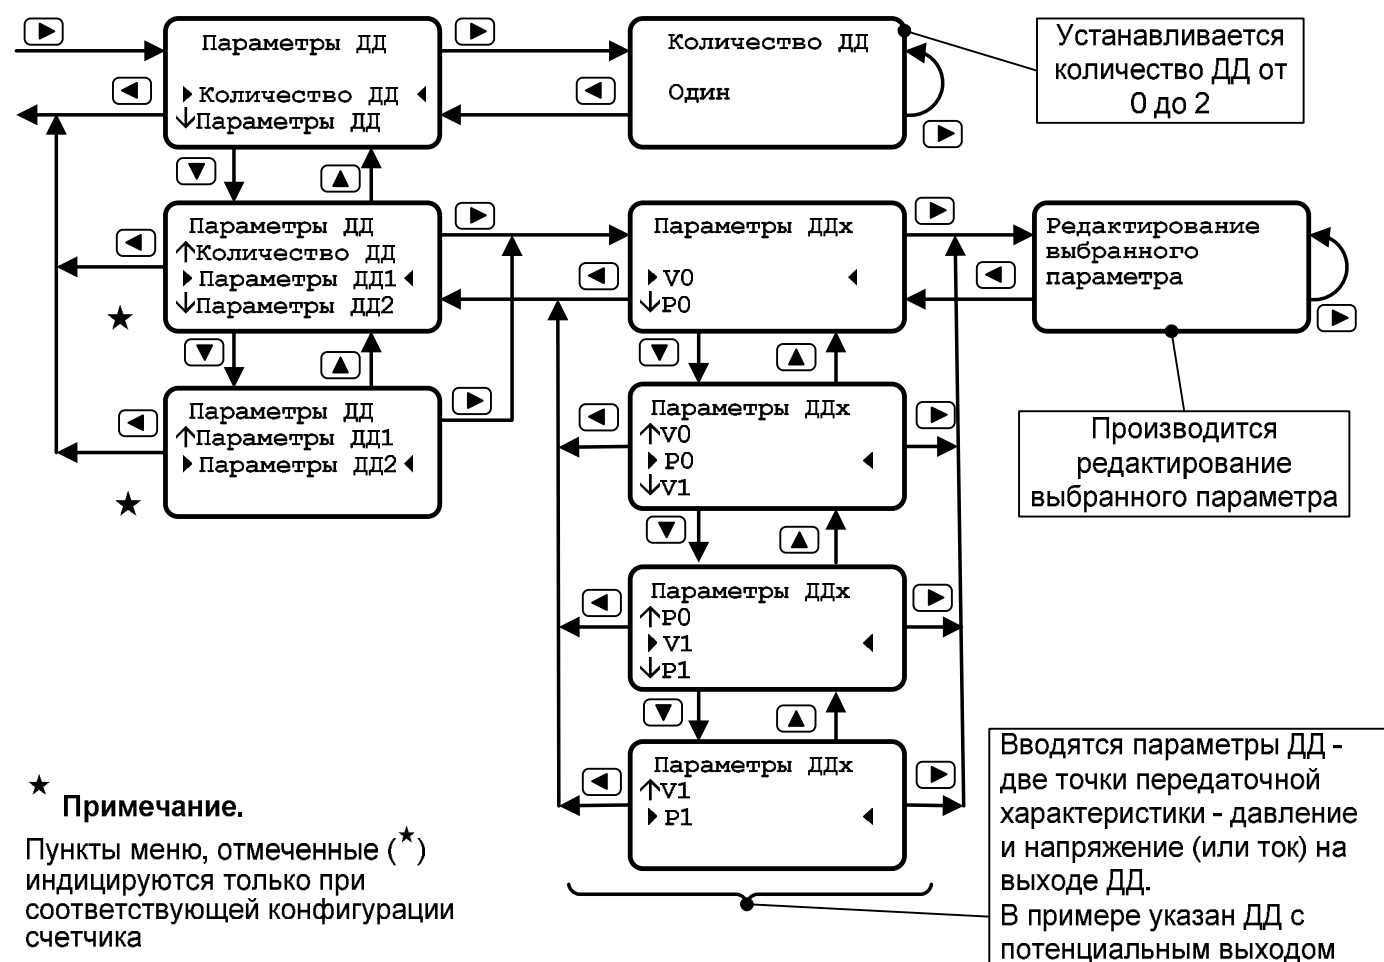 Параметры ДД
Количество ДД
Параметры ДД
Количество ДД
Один
Устанавливается
количество ДД от
0 до 2
Параметры ДД
Количество ДД
Параметры ДД1
Параметры ДД2
Параметры ДДх
V0
P0
Редактирование
выбранного
параметра
Параметры ДД
Параметры ДД1
Параметры ДД2
Параметры ДДх
V0
P0
V1
Производится
редактирование
выбранного параметра
Параметры ДДх
P0
V1
P1
Параметры ДДх
V1
P1
Вводятся параметры ДД -
две точки передаточной
характеристики - давление
и напряжение (или ток) на
выходе ДД.
В примере указан ДД с
потенциальным выходом
★ Примечание.
Пункты меню, отмеченные (★)
индицируются только при
соответствующей конфигурации
счетчика